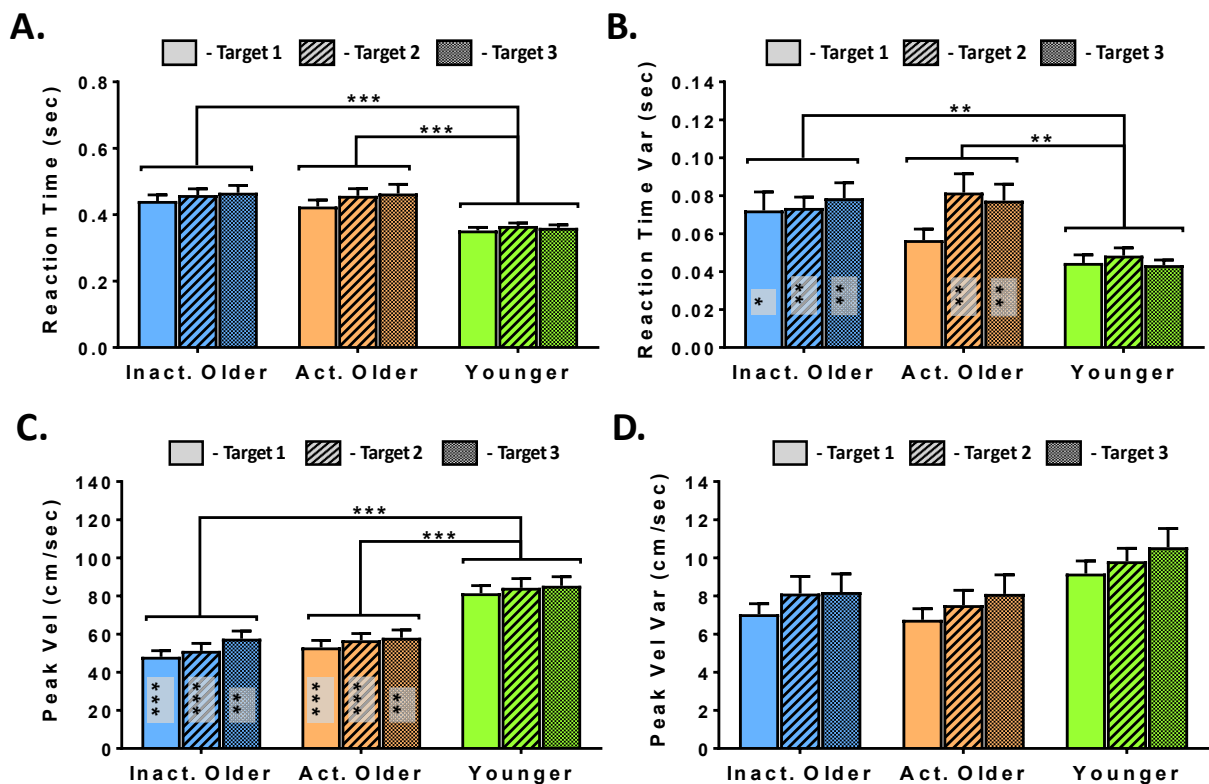 A.
- Target 1 - Target 2 - Target 3
Reaction Time (sec)
0.8
0.6
0.4
0.2
0.0
***
***
Inact. Older Act. Older Younger
B.
- Target 1 - Target 2 - Target 3
Reaction Time Var (sec)
0.14
0.12
0.10
0.08
0.06
0.04
0.02
0.00
**
**
* *** ** ** **
Inact. Older Act. Older Younger
C.
- Target 1 - Target 2 - Target 3
Peak Vel (cm/sec)
140
120
100
80
60
40
20
0
***
***
*** *** ** *** *** **
Inact. Older Act. Older Younger
D.
- Target 1 - Target 2 - Target 3
Peak Vel Var (cm/sec)
14
12
10
8
6
4
2
0
Inact. Older Act. Older Younger